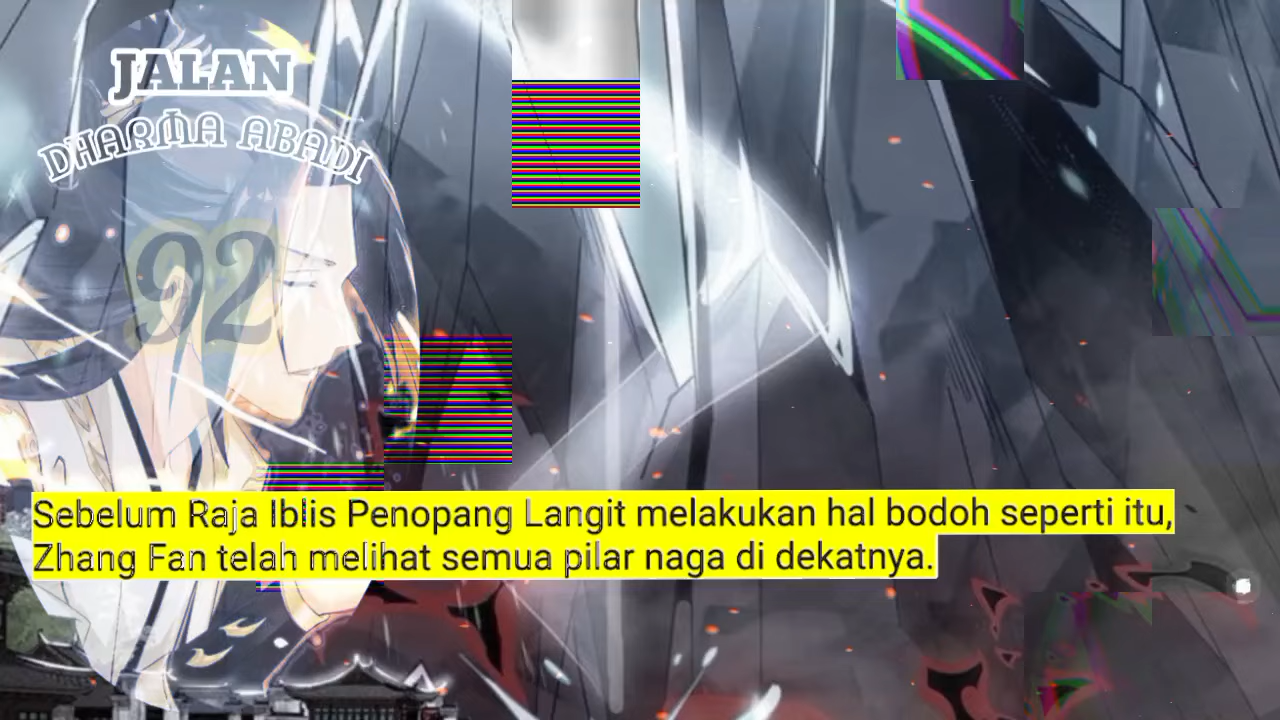 JALAN
DHARMA ABADI
92
Sebelum Raja Iblis Penopang Langit melakukan hal bodoh seperti itu,
Zhang Fan telah melihat semua pilar naga di dekatnya.